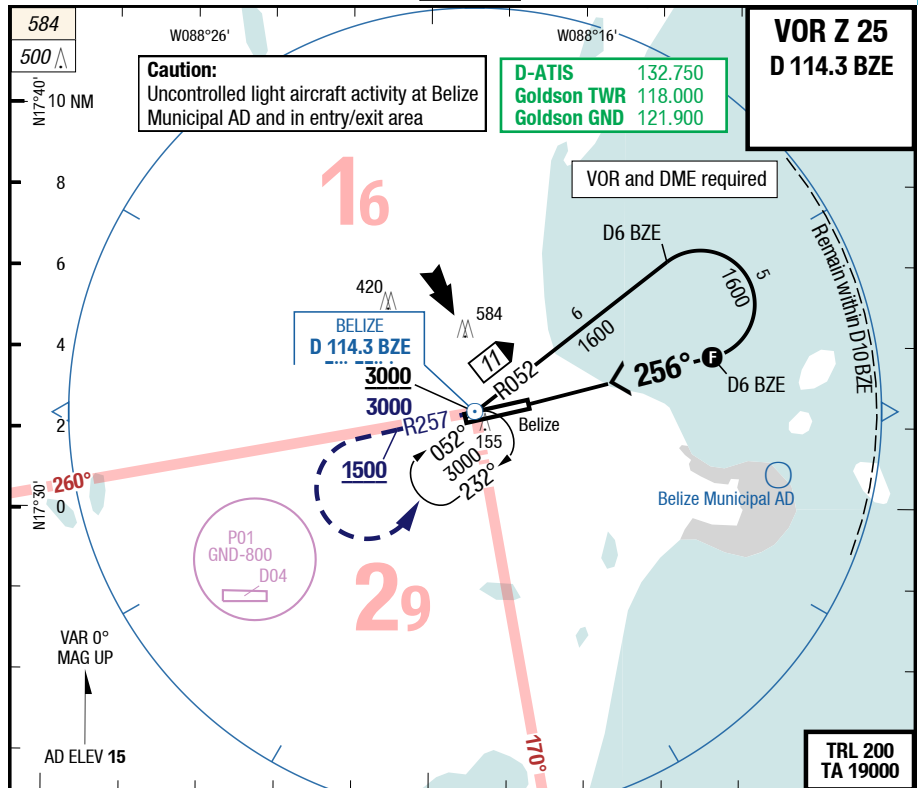 584
500
W088°26'
W088°16'
VOR Z 25
D 114.3 BZE
N17°40'
10 NM
Caution:
Uncontrolled light aircraft activity at Belize
Municipal AD and in entry/exit area
D-ATIS 132.750
Goldson TWR 118.000
Goldson GND 121.900
VOR and DME required
8
16
D6 BZE
6
5
1600
Remain within D10 BZE
420
584
6
1600
BELIZE
D 114.3 BZE
4
11
R052
256°
F
D6 BZE
3000
3000
R257
Belize
2
052°
155
3000
232°
1500
260°
N17°30'
0
Belize Municipal AD
P01
GND-800
D04
29
VAR 0°
MAG UP
170°
AD ELEV 15
TRL 200
TA 19000